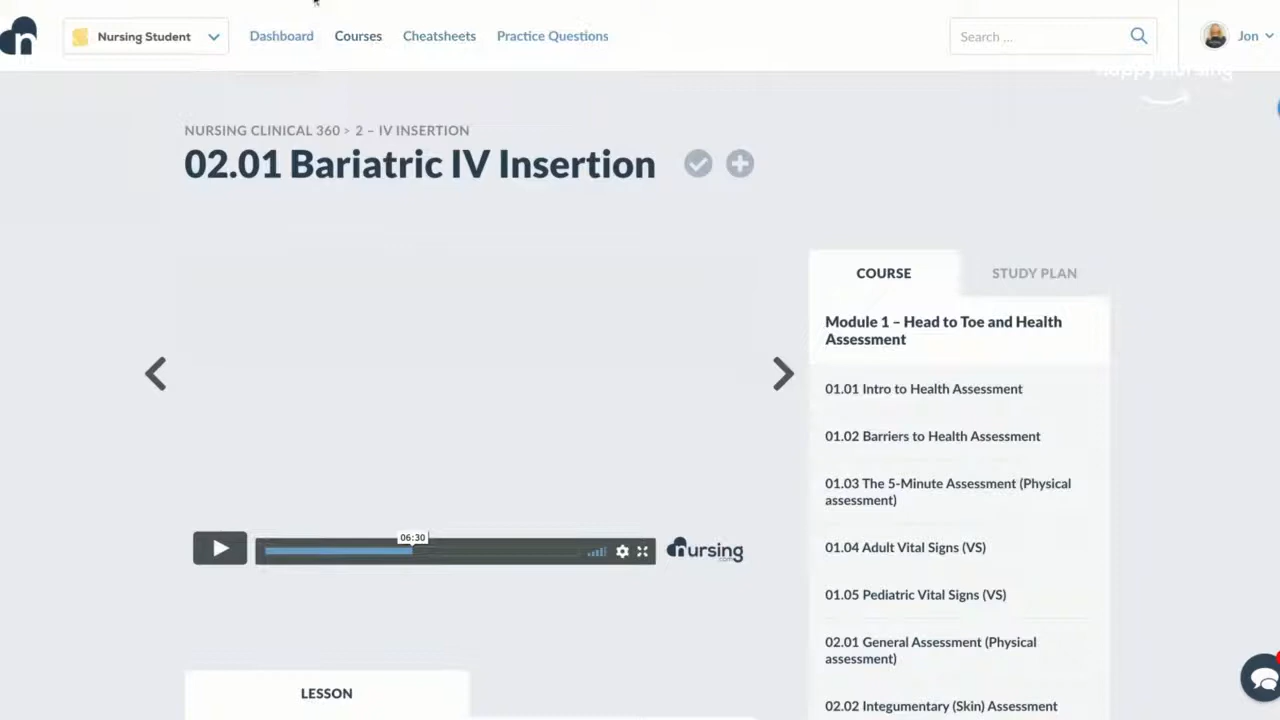 n
Nursing Student
Dashboard
Courses
Cheatsheets
Practice Questions
Search ...
Jon
happy nursing
NURSING CLINICAL 360 > 2 – IV INSERTION
02.01 Bariatric IV Insertion
COURSE
STUDY PLAN
Module 1 – Head to Toe and Health
Assessment
01.01 Intro to Health Assessment
01.02 Barriers to Health Assessment
01.03 The 5-Minute Assessment (Physical
assessment)
01.04 Adult Vital Signs (VS)
01.05 Pediatric Vital Signs (VS)
02.01 General Assessment (Physical
assessment)
02.02 Integumentary (Skin) Assessment
06:30
nursing
.com
LESSON